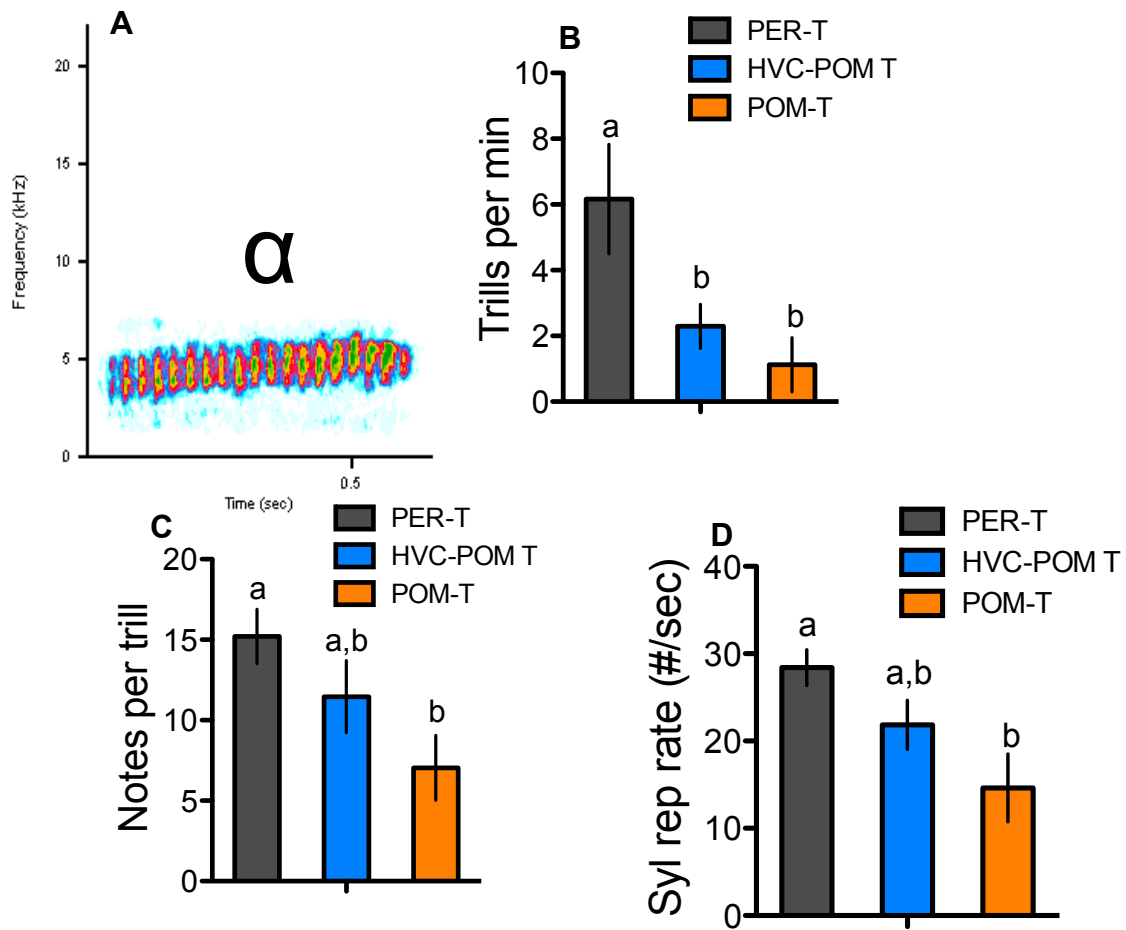 A
Frequency (kHz)
20
15
10
5
0
α
0.5
Time (sec)
B
PER-T
HVC-POM T
POM-T
Trills per min
10
8
6
4
2
0
a
b
b
C
PER-T
HVC-POM T
POM-T
Notes per trill
20
15
10
5
0
a
a,b
b
D
PER-T
HVC-POM T
POM-T
Syl rep rate (#/sec)
40
30
20
10
0
a
a,b
b